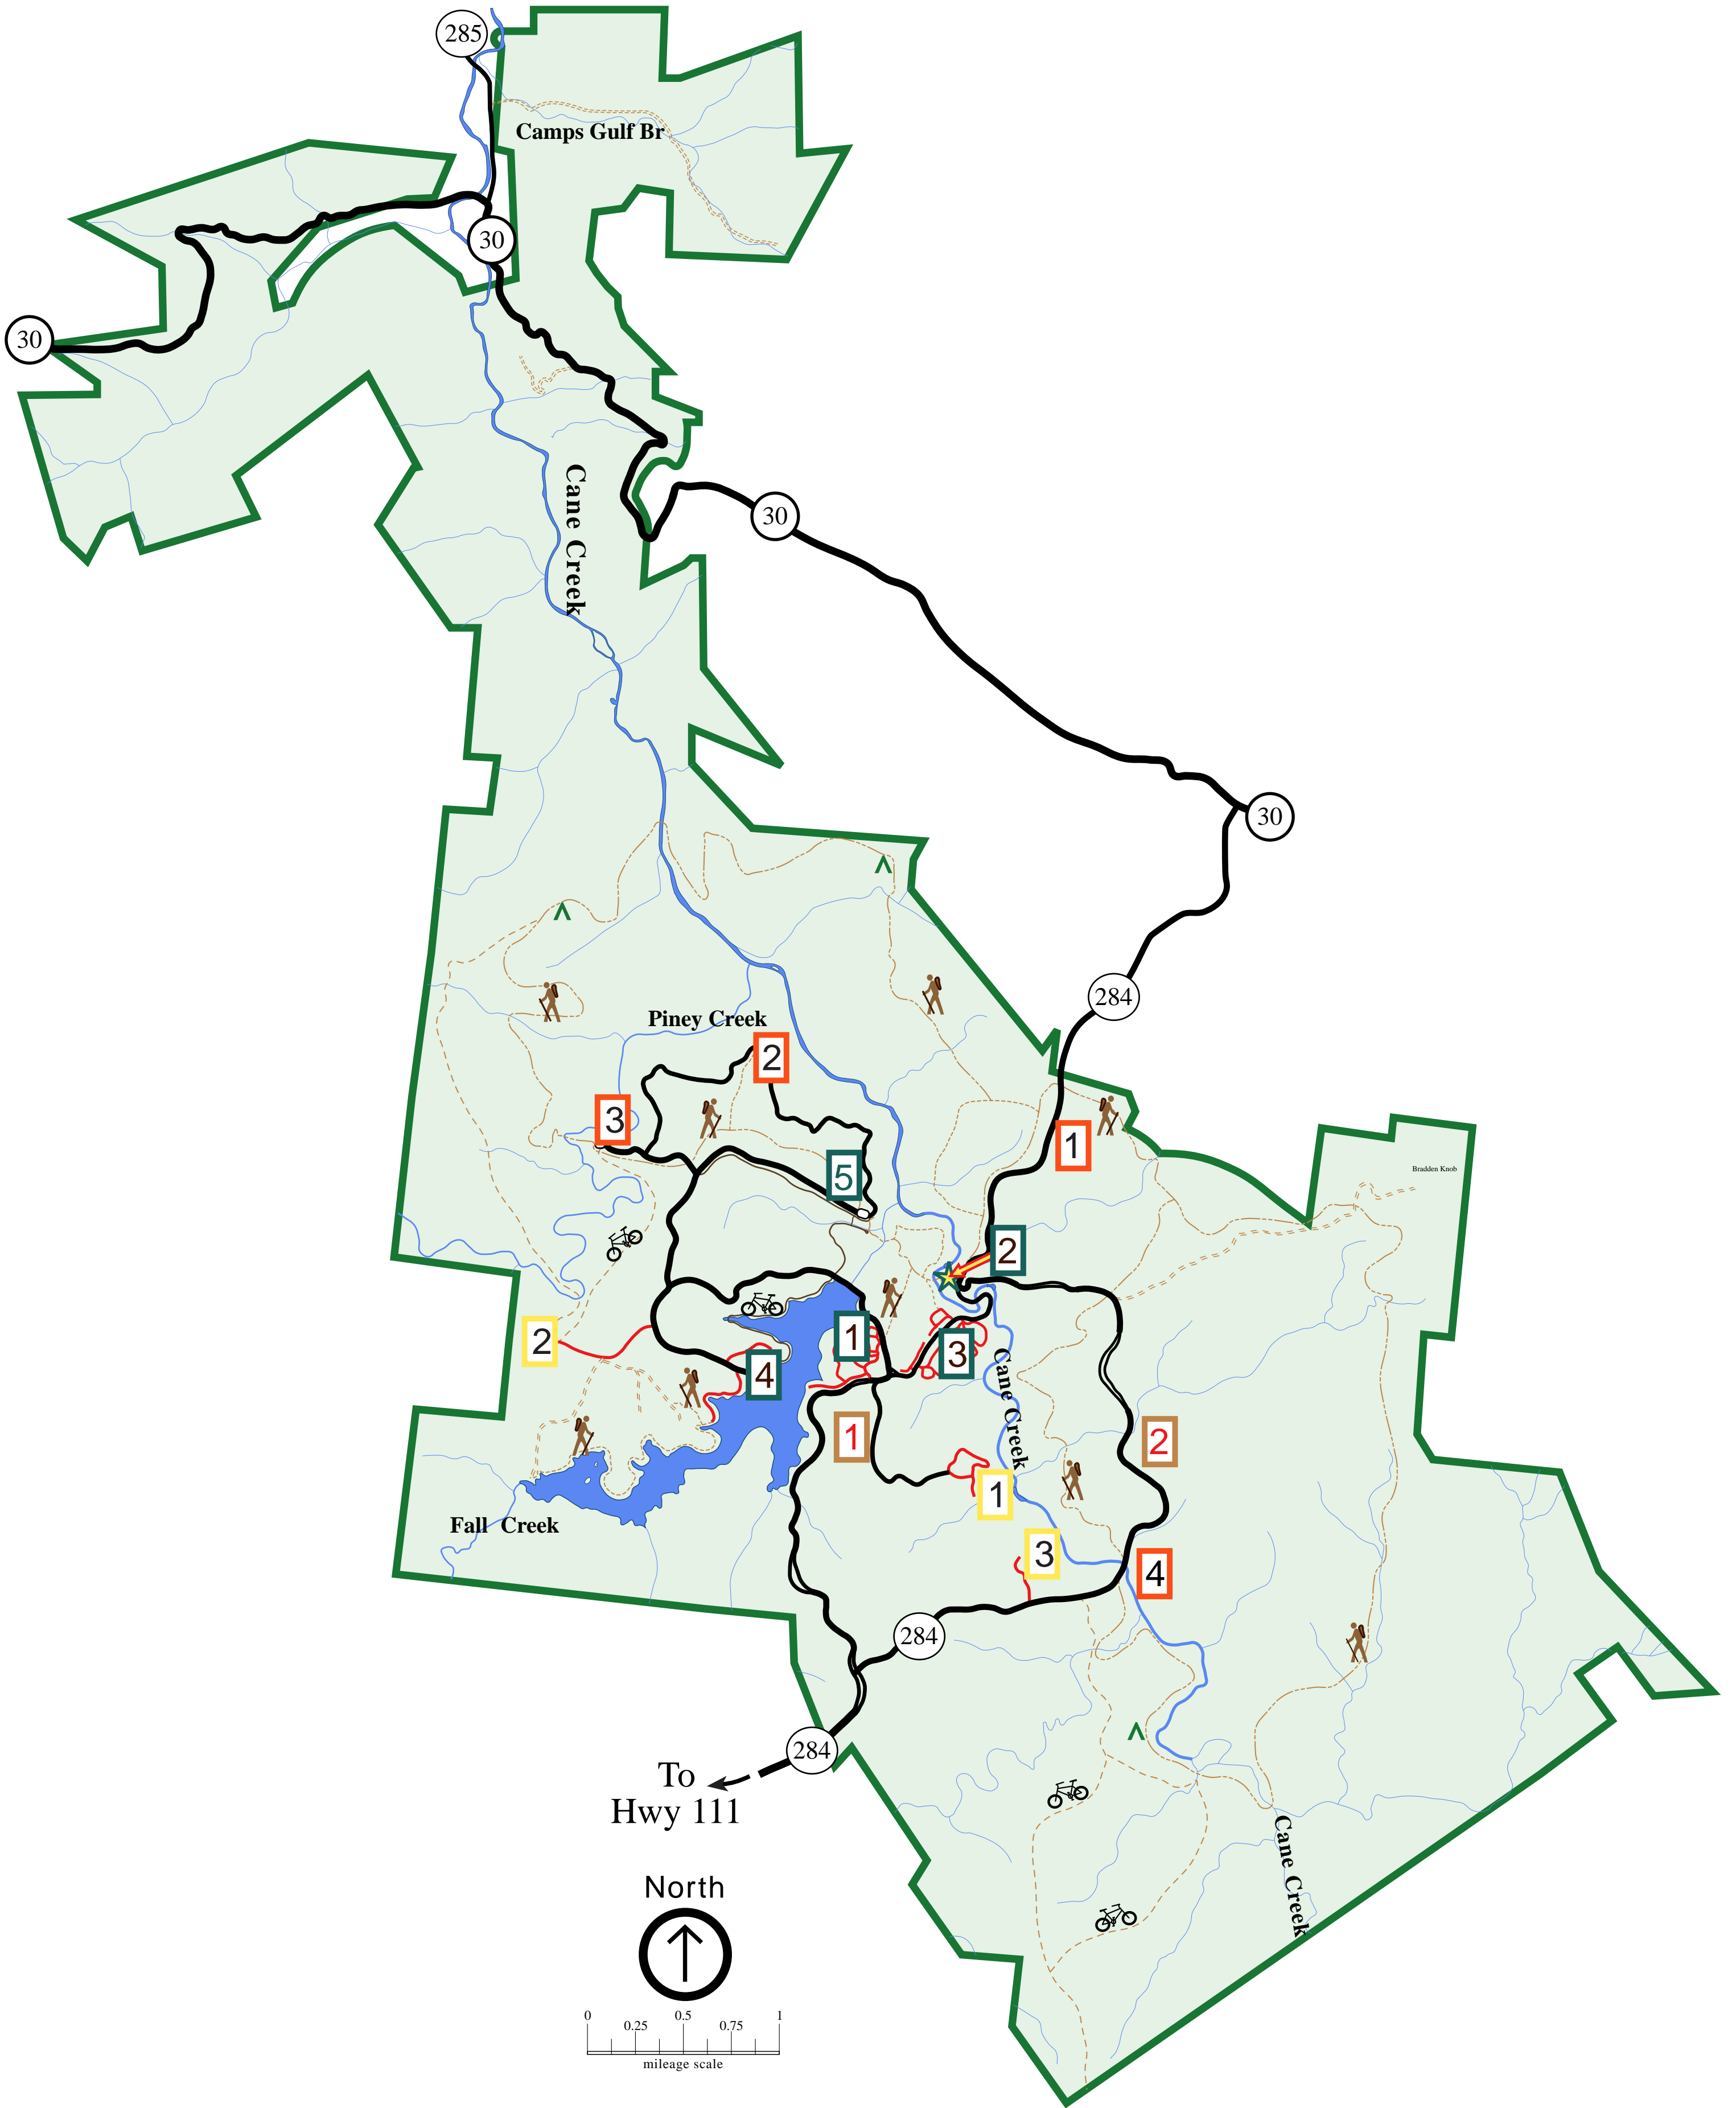 285
Camps Gulf Br
30
30
Cane Creek
30
30
284
Piney Creek
2
3
1
Bradden Knob
5
2
2
1
3
4
Cane Creek
1
2
1
Fall Creek
3
4
284
284
To
Hwy 111
Cane Creek
North
0 0.25 0.5 0.75 1
mileage scale